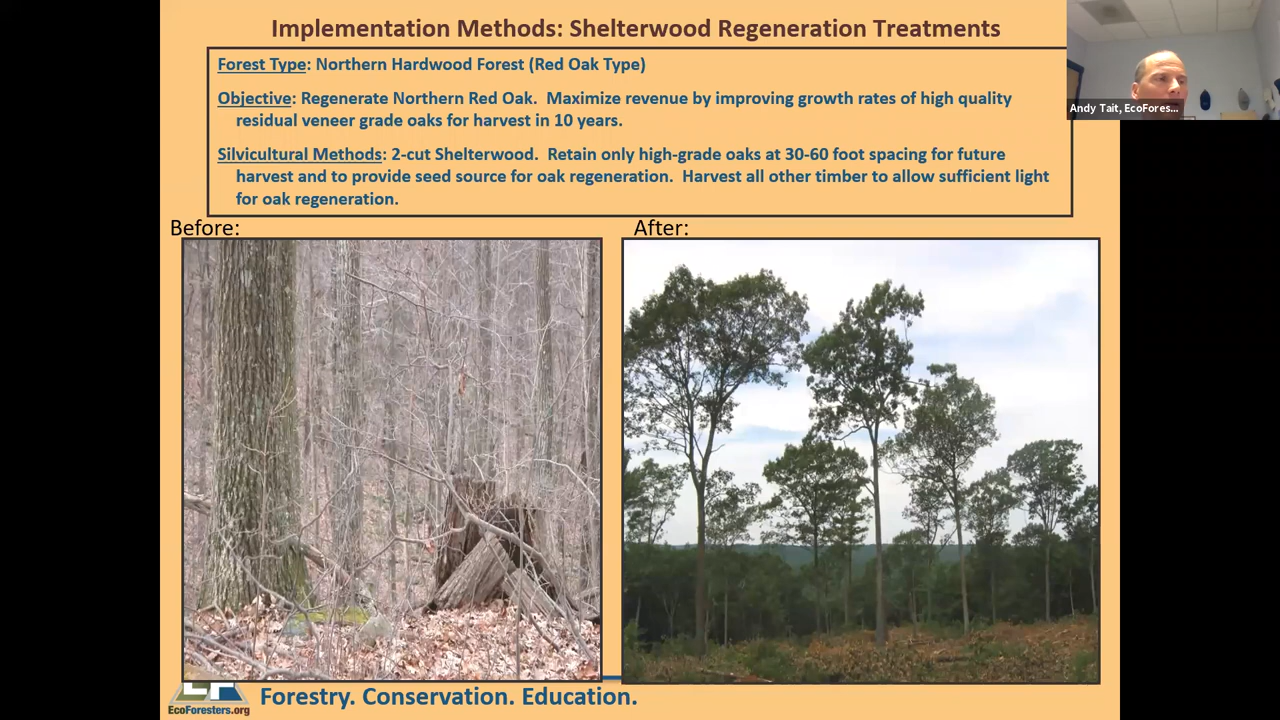 Implementation Methods: Shelterwood Regeneration Treatments
Andy Tait, EcoFores...
Forest Type: Northern Hardwood Forest (Red Oak Type)
Objective: Regenerate Northern Red Oak. Maximize revenue by improving growth rates of high quality
residual veneer grade oaks for harvest in 10 years.
Silvicultural Methods: 2-cut Shelterwood. Retain only high-grade oaks at 30-60 foot spacing for future
harvest and to provide seed source for oak regeneration. Harvest all other timber to allow sufficient light
for oak regeneration.
Before:
After:
EcoForesters.org
Forestry. Conservation. Education.